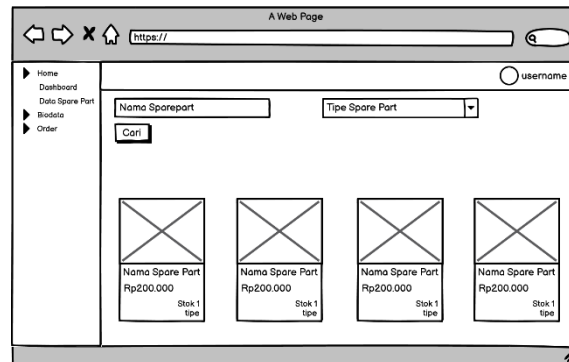 A Web Page
https://
username
Home
Dashboard
Data Spare Part
Biodata
Order
Nama Sparepart
Tipe Spare Part
Cari
Nama Spare Part
Rp200.000
Stok 1
tipe
Nama Spare Part
Rp200.000
Stok 1
tipe
Nama Spare Part
Rp200.000
Stok 1
tipe
Nama Spare Part
Rp200.000
Stok 1
tipe